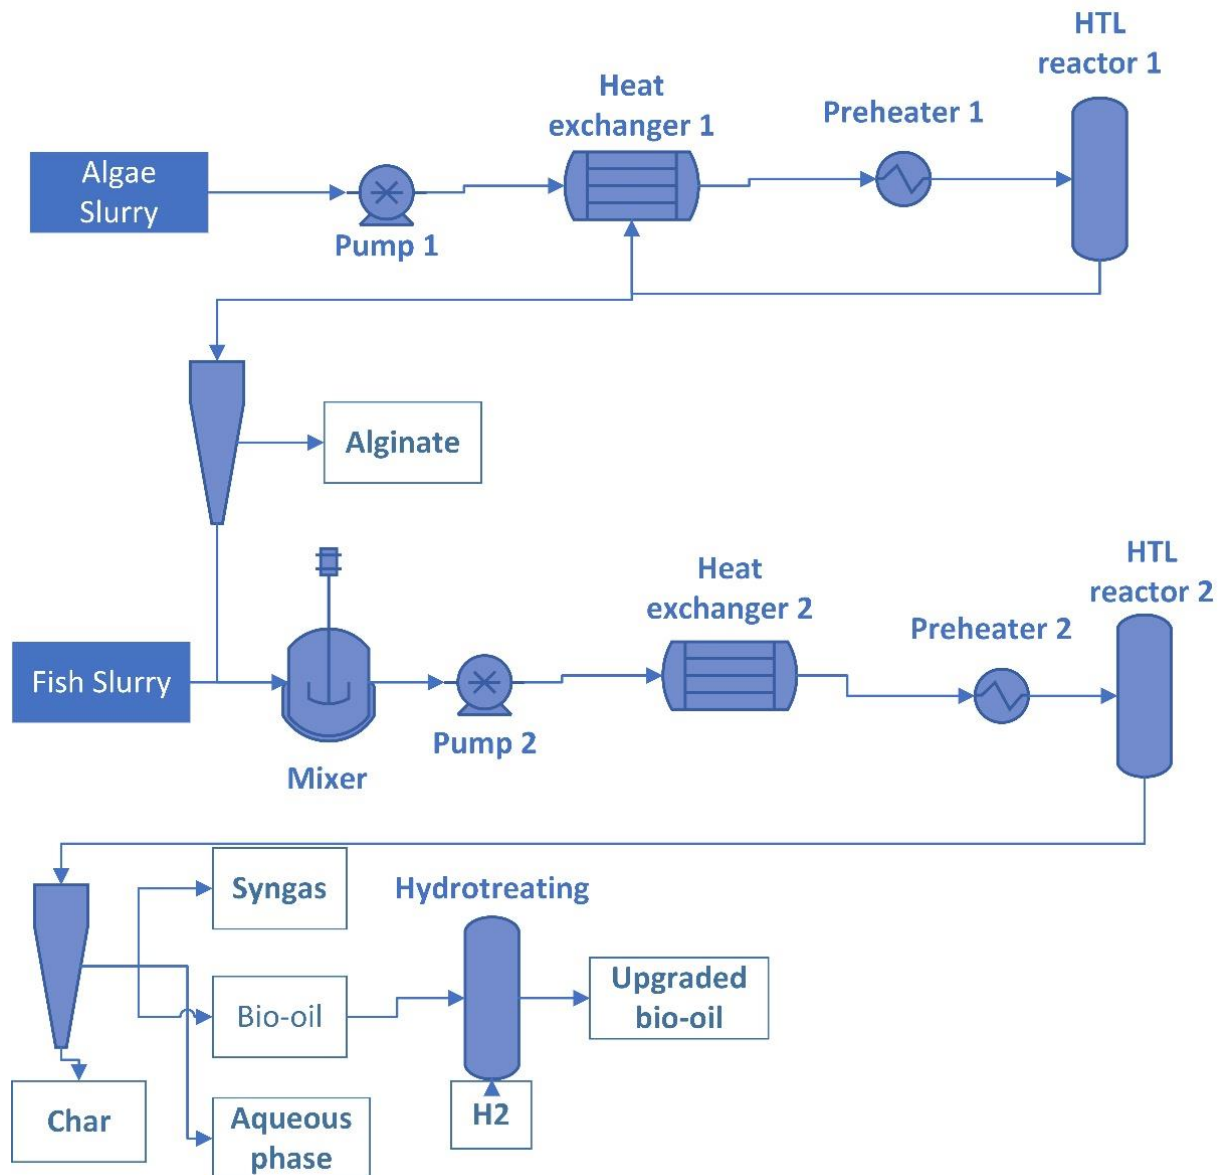 HTL
reactor 1
Heat
exchanger 1
Preheater 1
Algae
Slurry
Pump 1
Alginate
HTL
reactor 2
Heat
exchanger 2
Preheater 2
Fish Slurry
Pump 2
Mixer
Syngas
Hydrotreating
Upgraded
bio-oil
Bio-oil
Char
H2
Aqueous
phase